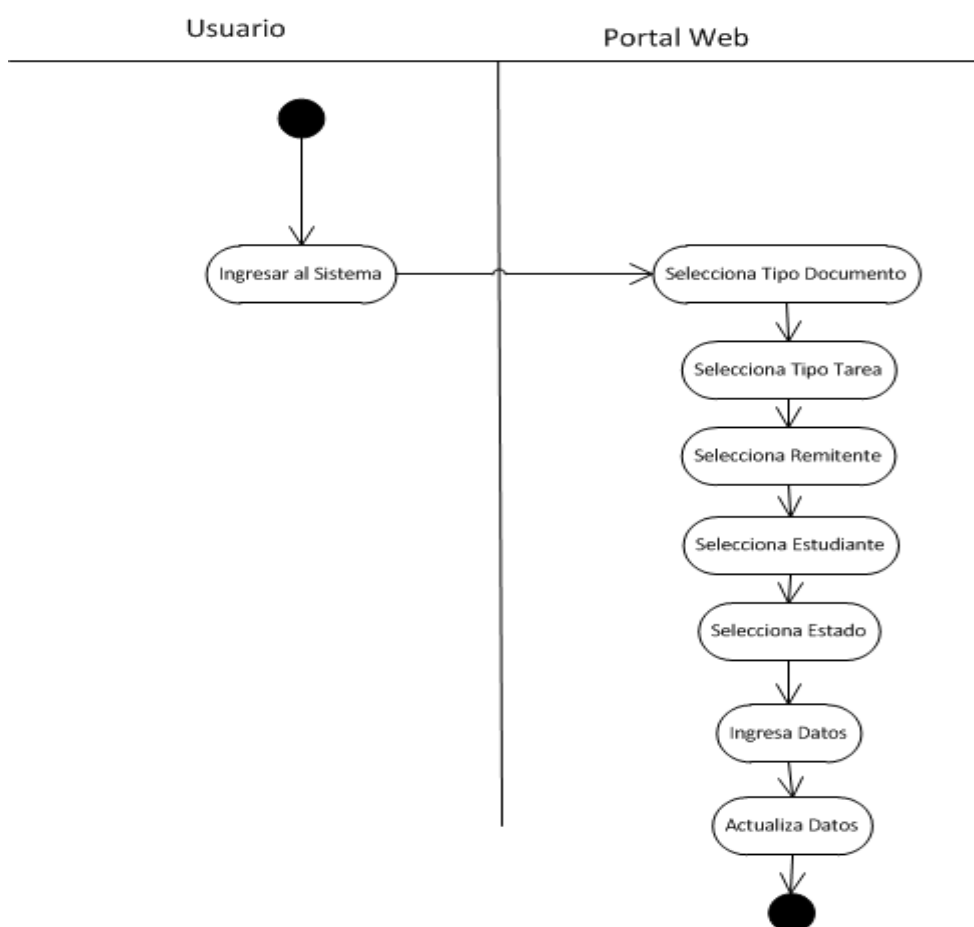 Usuario
Portal Web
Ingresar al Sistema
Selecciona Tipo Documento
Selecciona Tipo Tarea
Selecciona Remitente
Selecciona Estudiante
Selecciona Estado
Ingresa Datos
Actualiza Datos